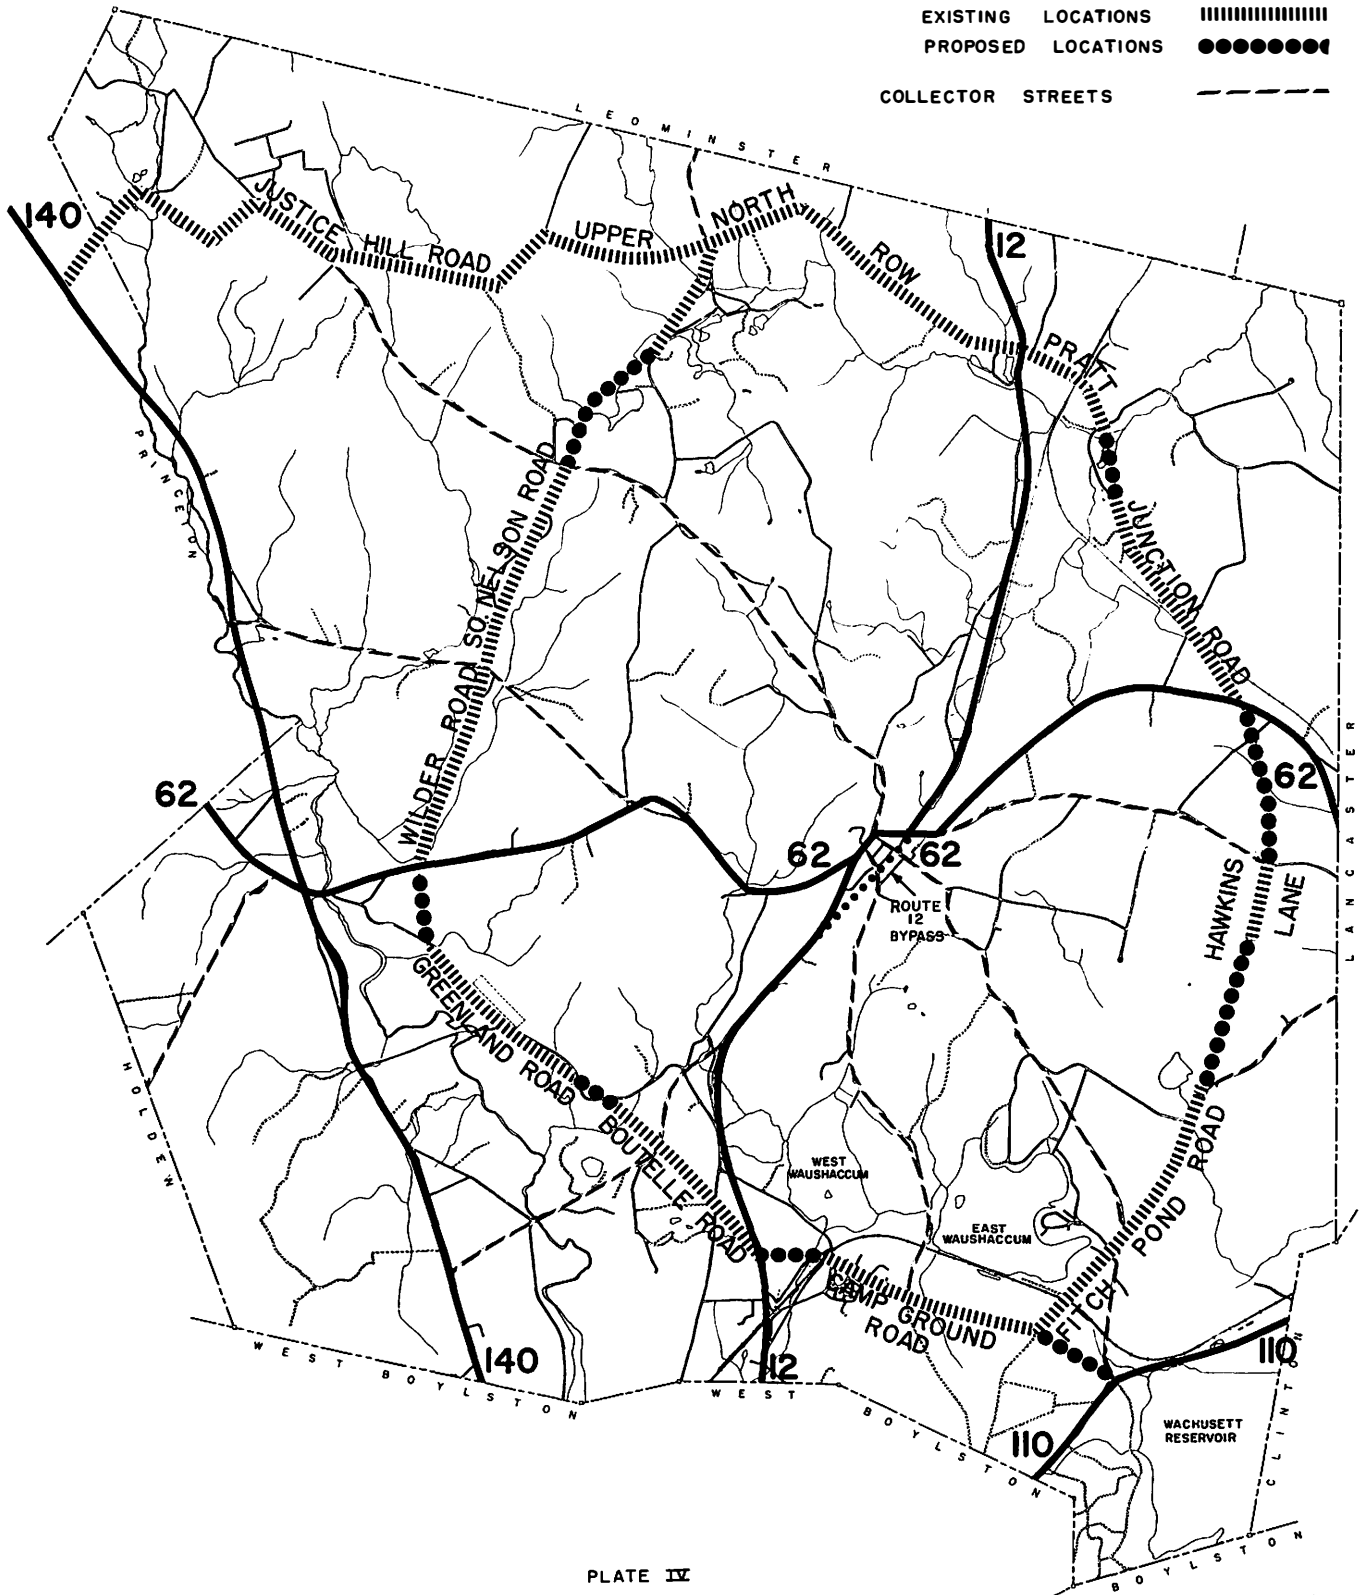 EXISTING LOCATIONS
PROPOSED LOCATIONS
COLLECTOR STREETS
LEOMINSTER
140
JUSTICE HILL ROAD
UPPER NORTH ROW
12
PRATT JUNCTION ROAD
PRINCETON
WILDER ROAD SO. NELSON ROAD
62
62
62
62
LANCASTER
ROUTE
12
BYPASS
HAWKINS
LANE
GREENLAND ROAD
HOLDEN
BOUTELLE ROAD
WEST
WAUSHACCUM
EAST
WAUSHACCUM
FITCH POND ROAD
CAMP GROUND
ROAD
WEST BOYLSTON
140
12
WEST BOYLSTON
110
110
WACHUSETT
RESERVOIR
CLINT
BOYLSTON
PLATE IV